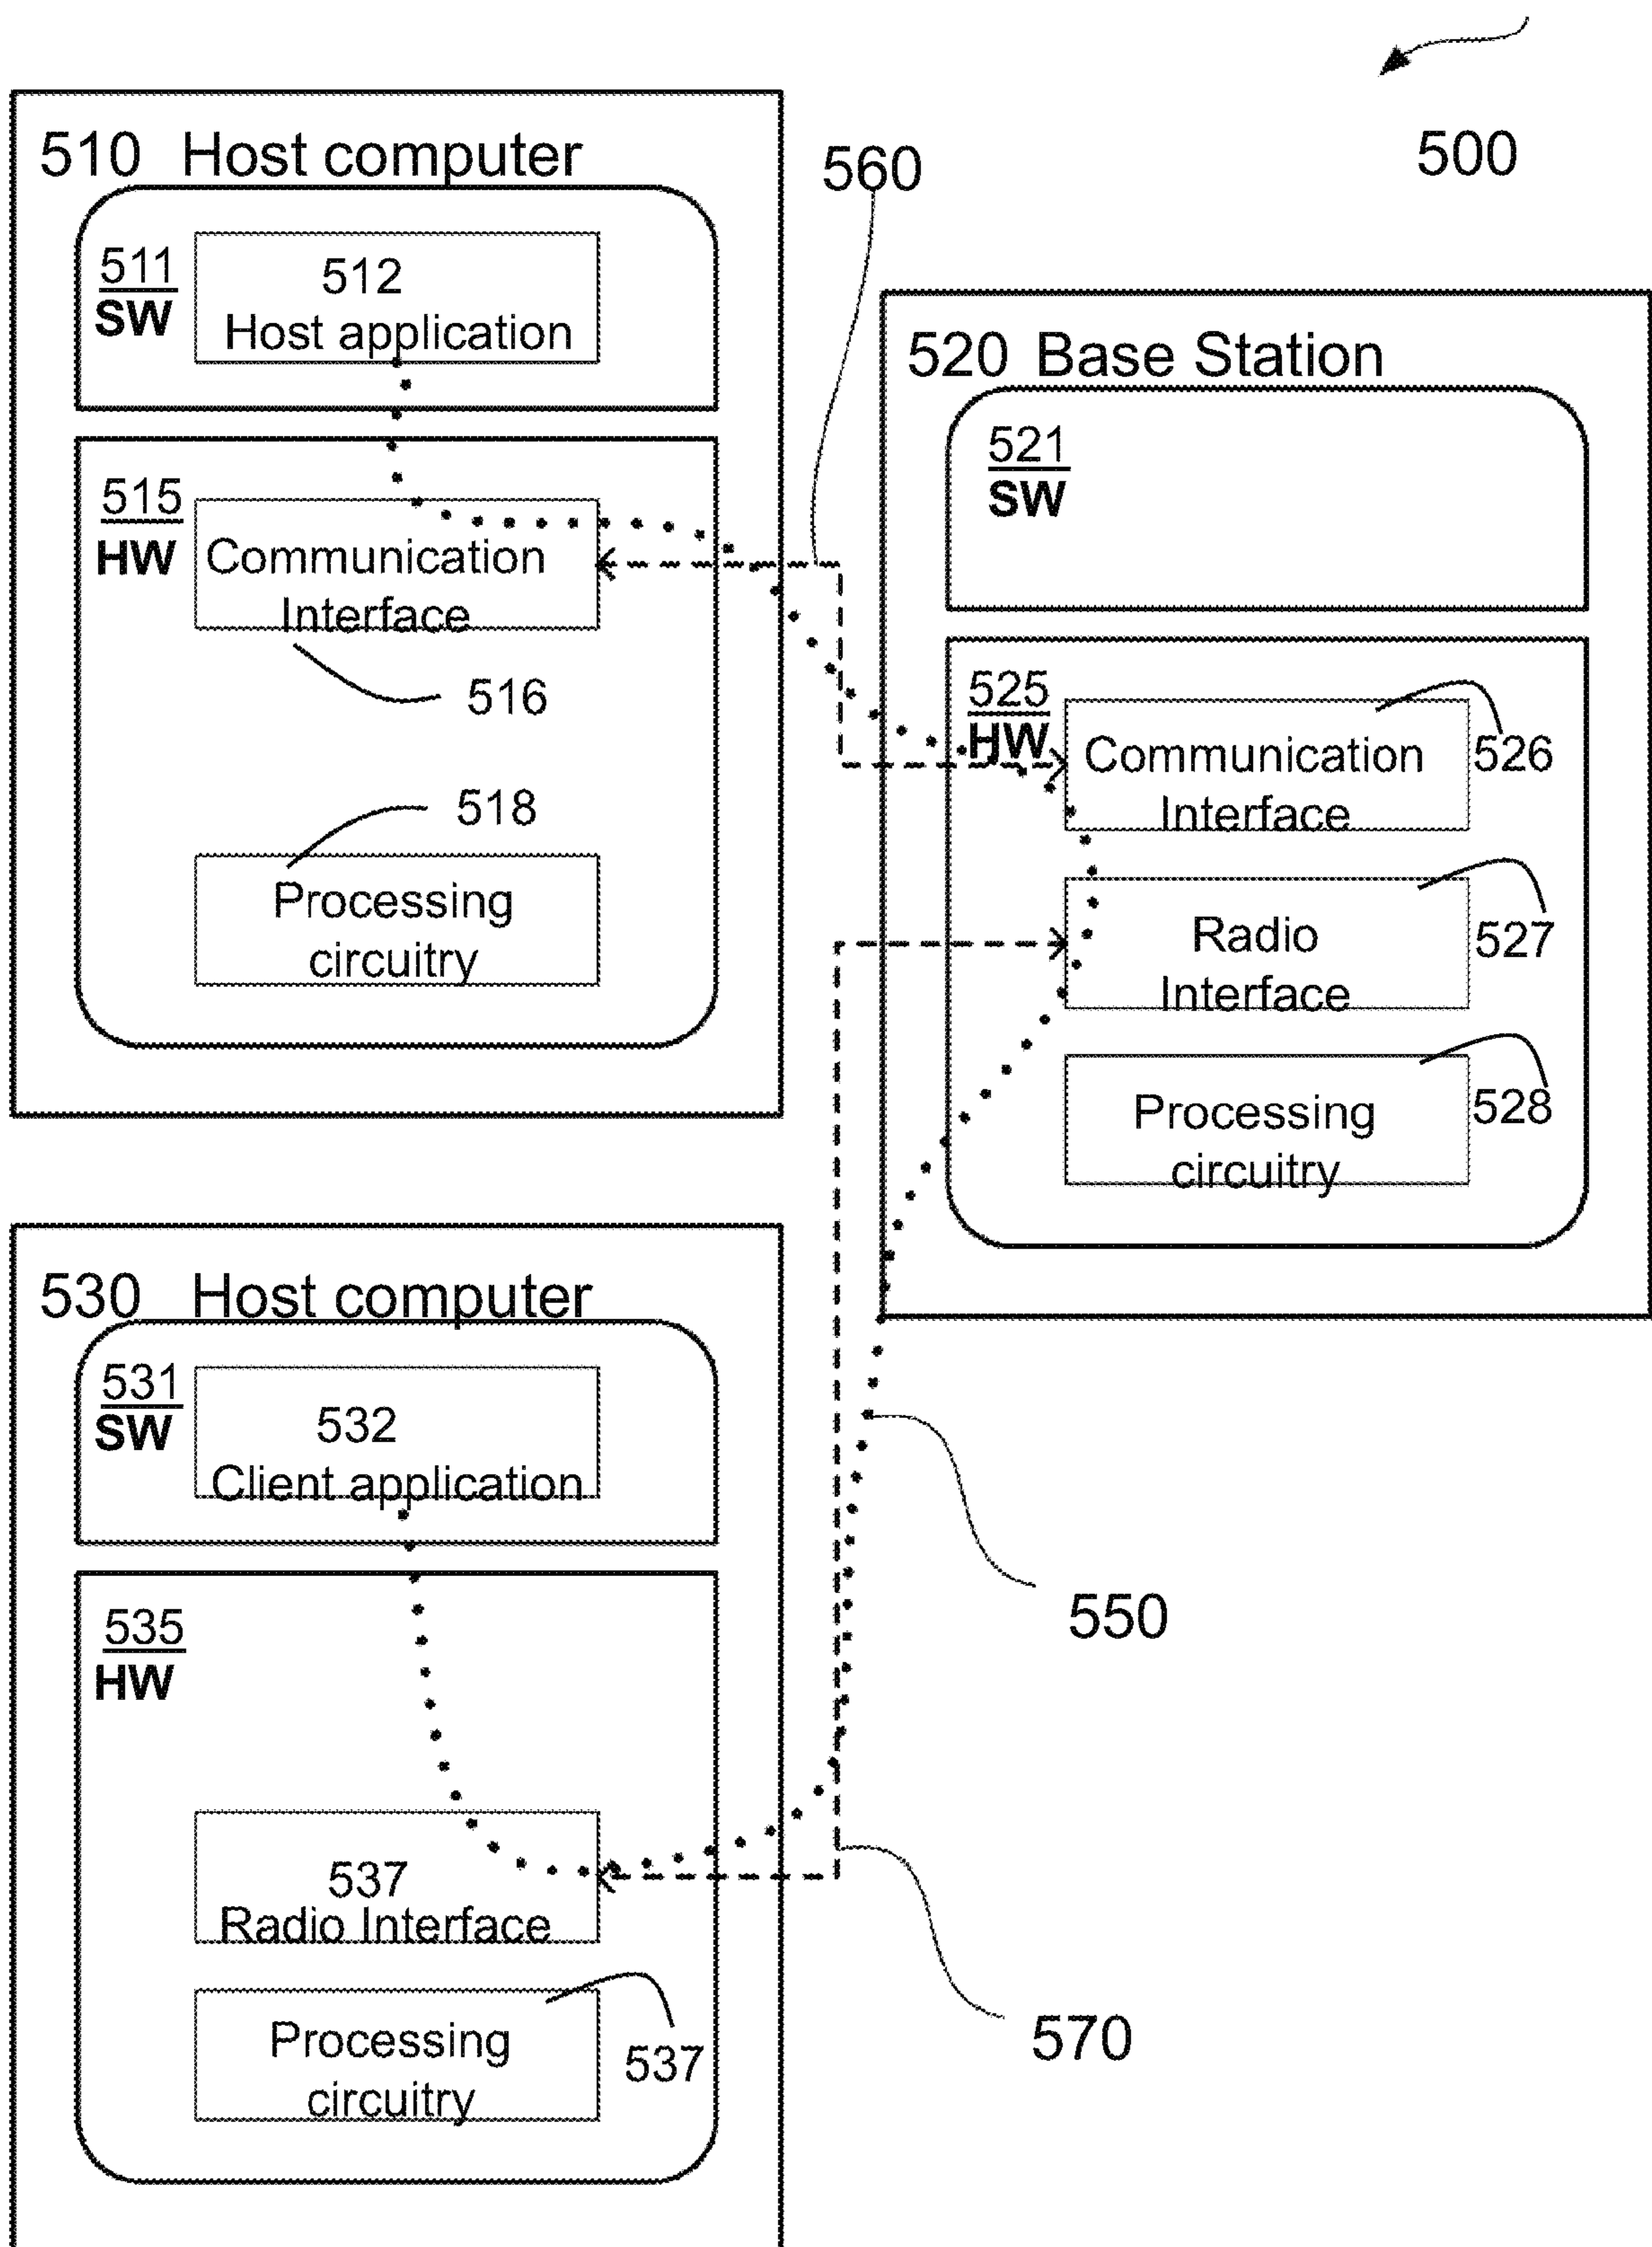 500
510 Host computer
560
511
SW
512
Host application
515
HW
Communication
Interface
516
518
Processing
circuitry
520 Base Station
521
SW
525
HW
Communication
Interface
526
Radio
Interface
527
Processing
circuitry
528
530 Host computer
531
SW
532
Client application
535
HW
537
Radio Interface
Processing
circuitry
537
550
570